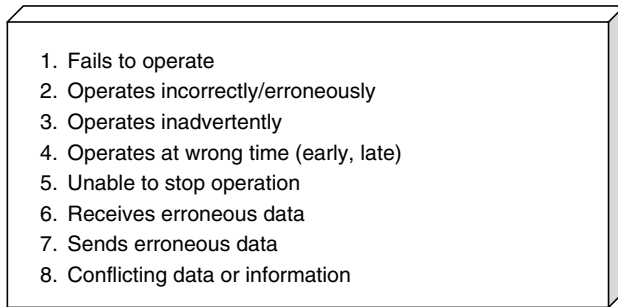 1. Fails to operate
2. Operates incorrectly/erroneously
3. Operates inadvertently
4. Operates at wrong time (early, late)
5. Unable to stop operation
6. Receives erroneous data
7. Sends erroneous data
8. Conflicting data or information